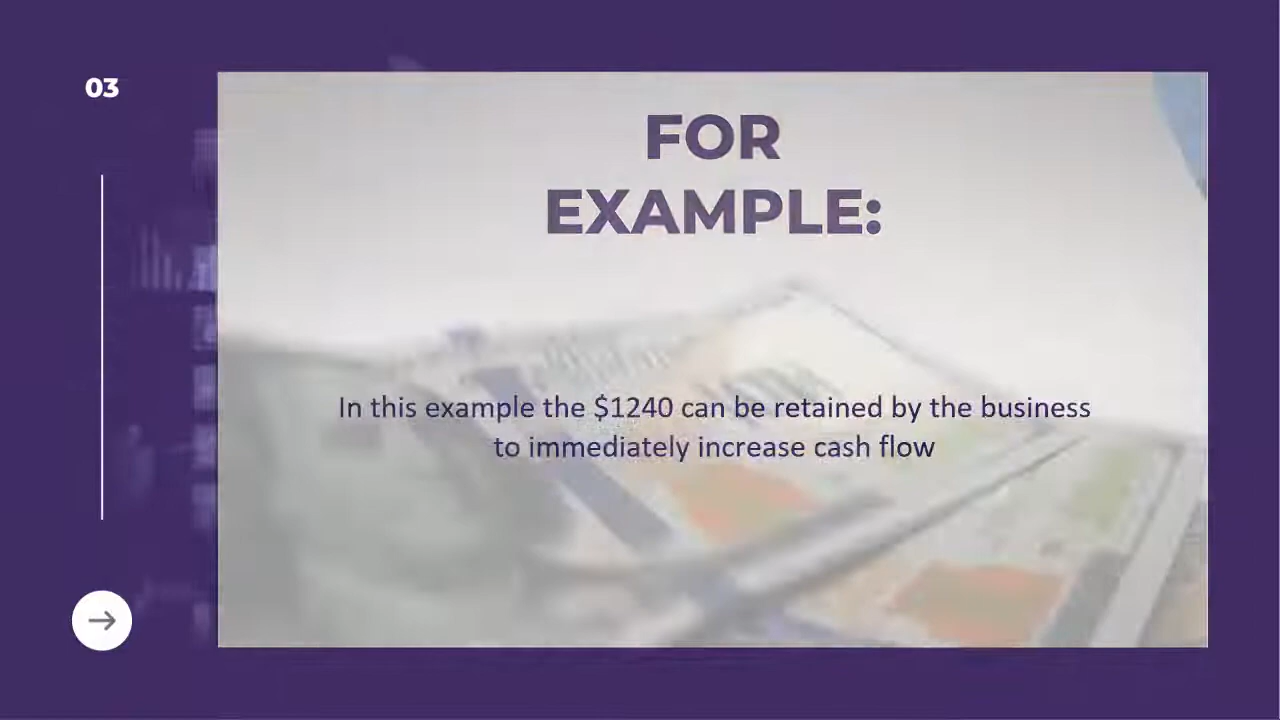 03
FOR
EXAMPLE:
In this example the $1240 can be retained by the business
to immediately increase cash flow